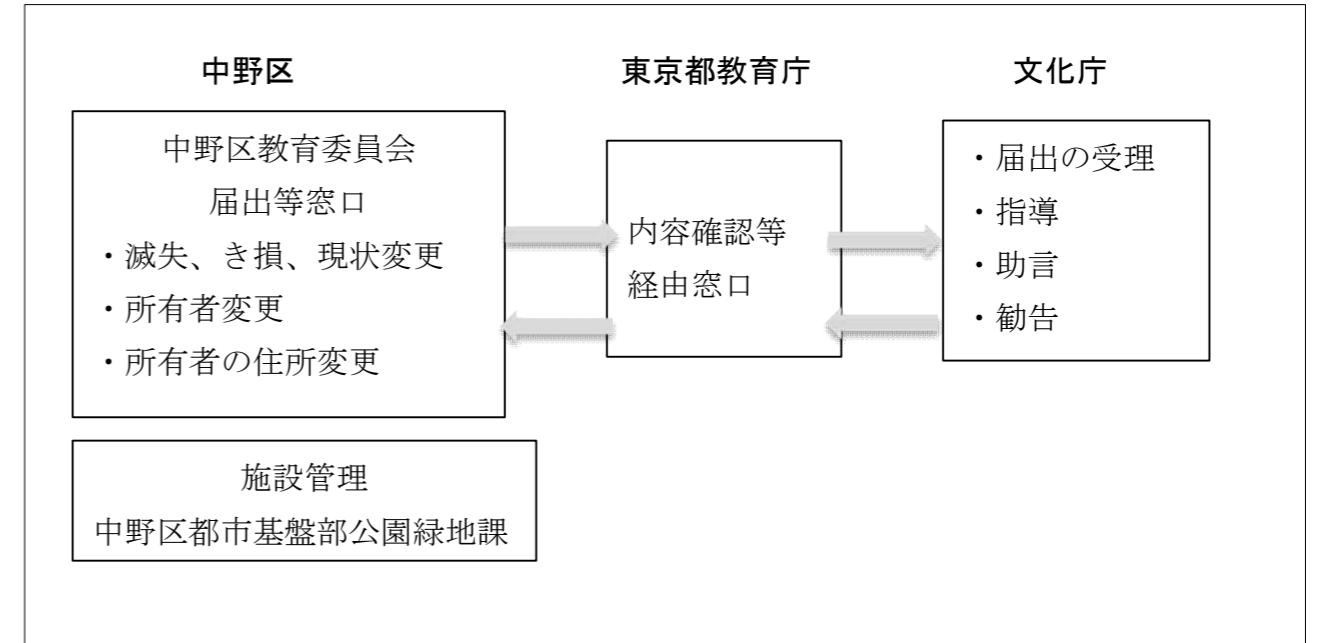 中野区
中野区教育委員会
届出等窓口
・滅失、き損、現状変更
・所有者変更
・所有者の住所変更
施設管理
中野区都市基盤部公園緑地課
東京都教育庁
内容確認等
経由窓口
文化庁
・届出の受理
・指導
・助言
・勧告